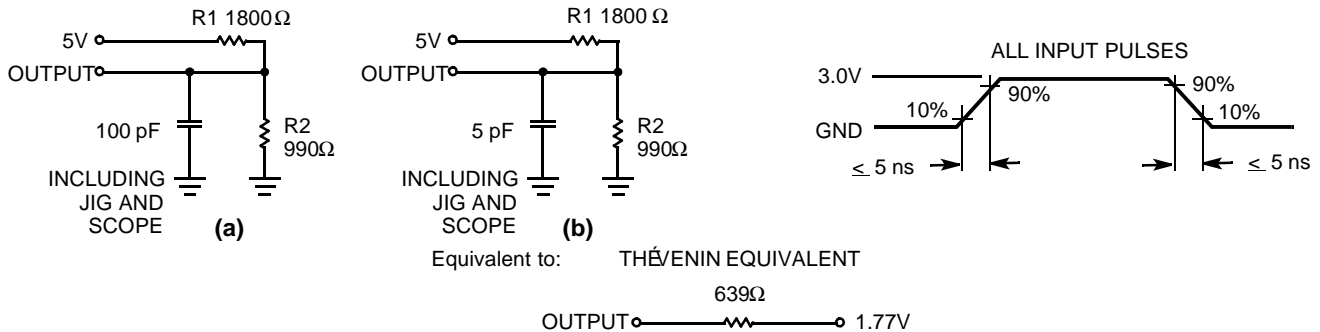 R1 1800 Ω
5V
OUTPUT
100 pF
R2
990Ω
INCLUDING
JIG AND
SCOPE
(a)
R1 1800 Ω
5V
OUTPUT
5 pF
R2
990Ω
INCLUDING
JIG AND
SCOPE
(b)
ALL INPUT PULSES
3.0V
90%
90%
10%
10%
GND
≤ 5 ns
≤ 5 ns
Equivalent to: THÉVENIN EQUIVALENT
639Ω
OUTPUT 1.77V